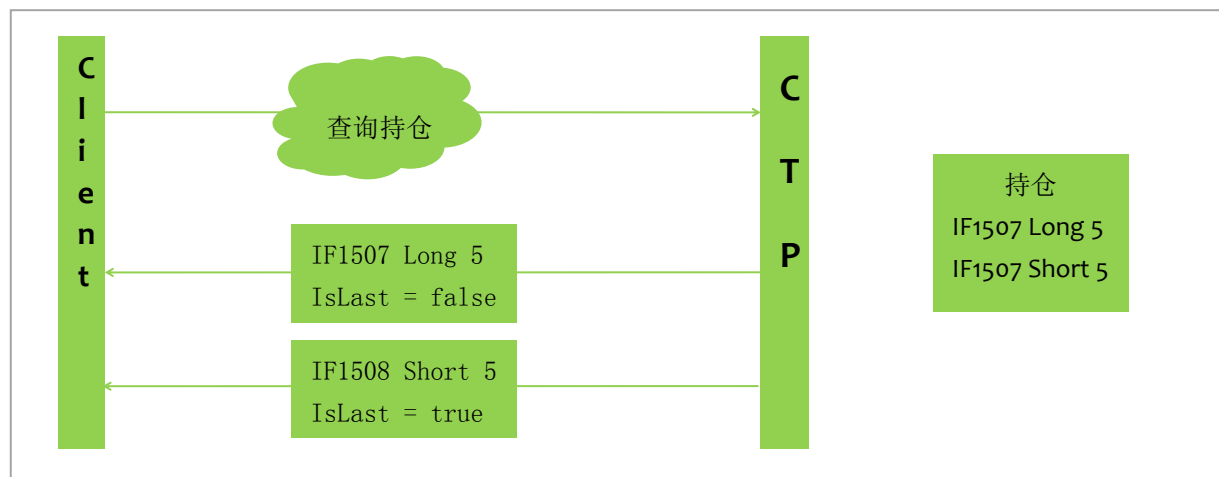 Client
查询持仓
IF1507 Long 5
IsLast = false
IF1508 Short 5
IsLast = true
CTP
持仓
IF1507 Long 5
IF1507 Short 5